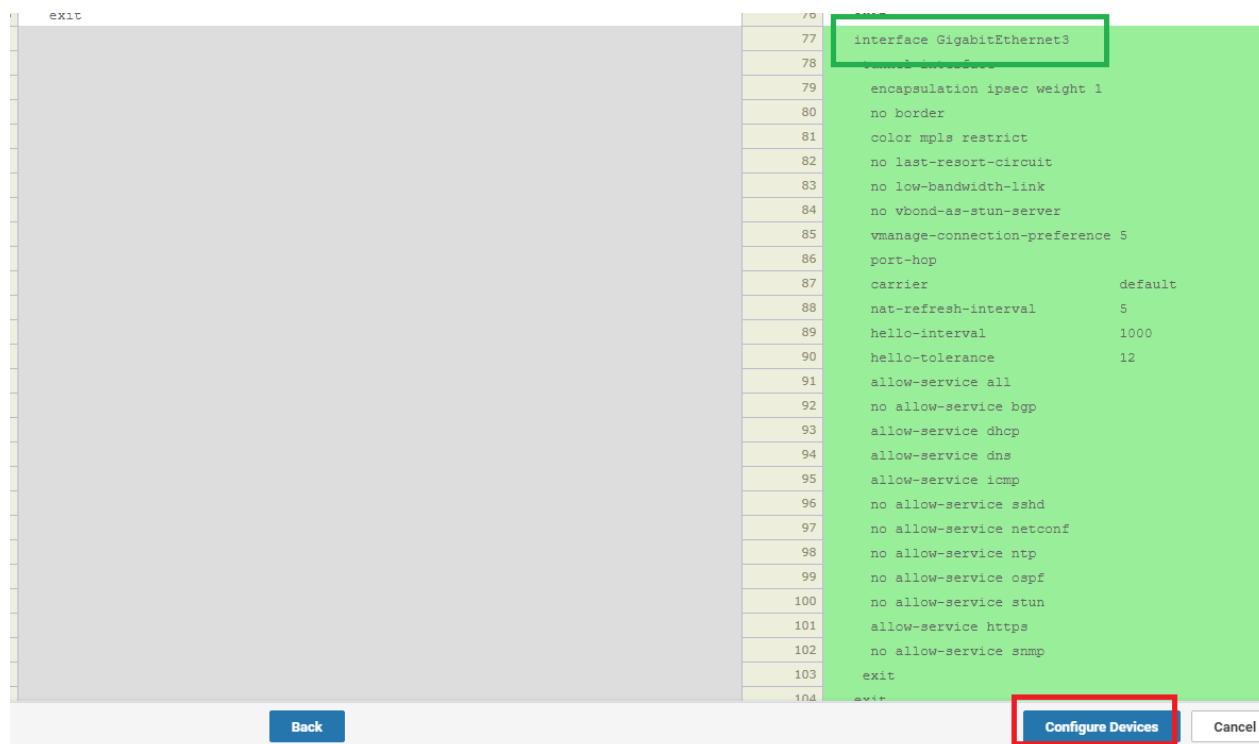 exit
76
77 interface GigabitEthernet3
78 tunnel-interface
79 encapsulation ipsec weight 1
80 no border
81 color mpls restrict
82 no last-resort-circuit
83 no low-bandwidth-link
84 no vbond-as-stun-server
85 vmanage-connection-preference 5
86 port-hop
87 carrier default
88 nat-refresh-interval 5
89 hello-interval 1000
90 hello-tolerance 12
91 allow-service all
92 no allow-service bgp
93 allow-service dhcp
94 allow-service dns
95 allow-service icmp
96 no allow-service sshd
97 no allow-service netconf
98 no allow-service ntp
99 no allow-service ospf
100 no allow-service stun
101 allow-service https
102 no allow-service snmp
103 exit
104 exit
Back Configure Devices Cancel